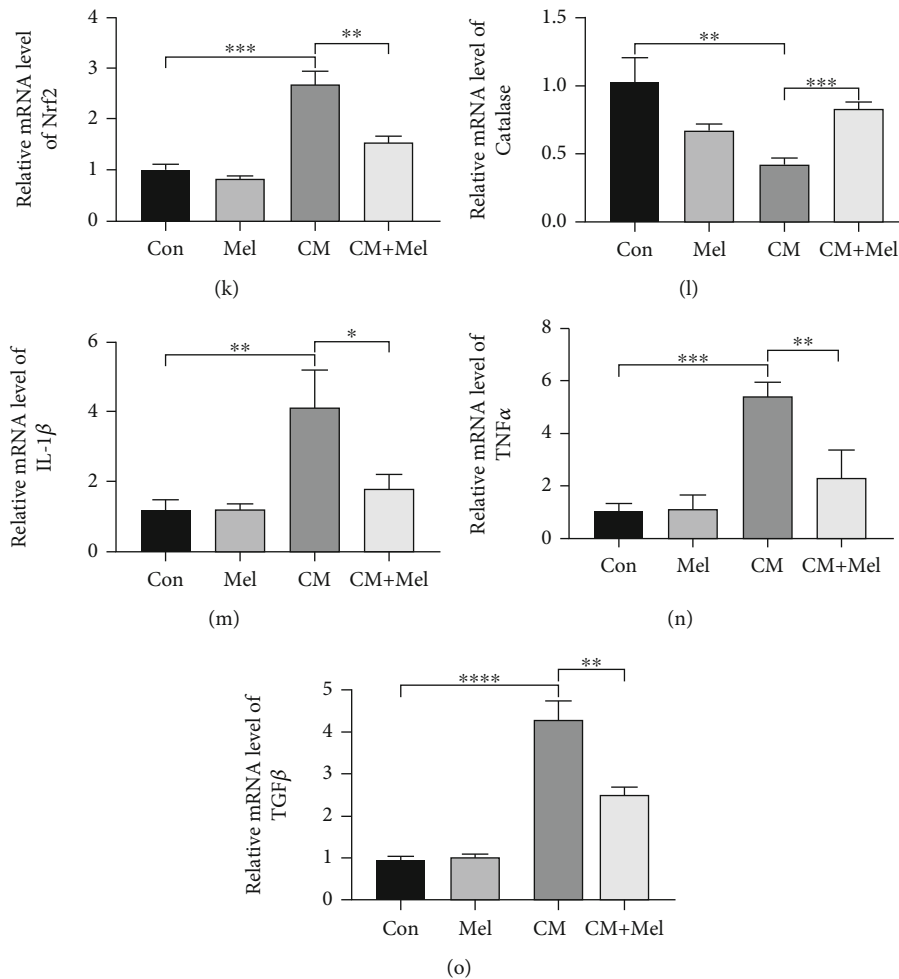 Relative mRNA level
of Nrf2
4
3
2
1
0
***
**
Con Mel CM CM+Mel
(k)
Relative mRNA level of
Catalase
1.5
1.0
0.5
0.0
**
***
Con Mel CM CM+Mel
(l)
Relative mRNA level of
IL-1β
6
4
2
0
**
*
Con Mel CM CM+Mel
(m)
Relative mRNA level of
TNFα
8
6
4
2
0
***
**
Con Mel CM CM+Mel
(n)
Relative mRNA level of
TGFβ
5
4
3
2
1
0
****
**
Con Mel CM CM+Mel
(o)